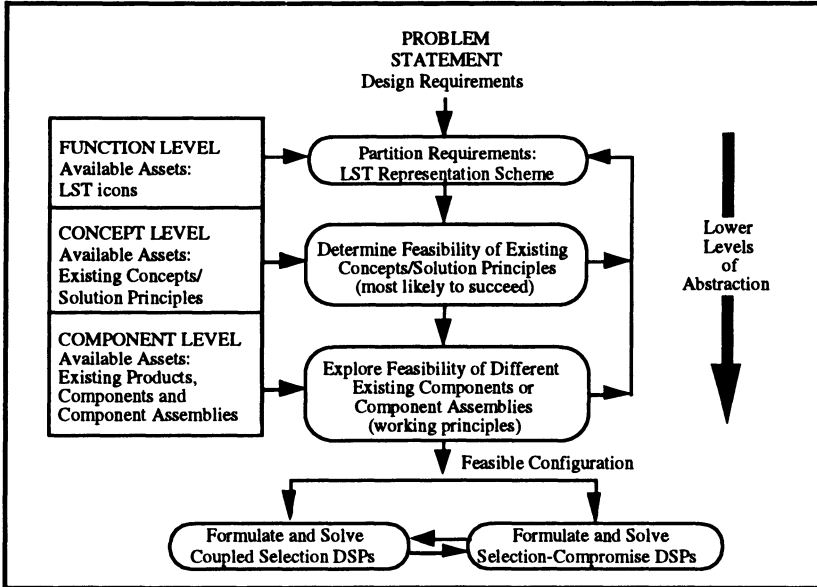 PROBLEM
STATEMENT
Design Requirements
FUNCTION LEVEL
Available Assets:
LST icons
Partition Requirements:
LST Representation Scheme
CONCEPT LEVEL
Available Assets:
Existing Concepts/
Solution Principles
Determine Feasibility of Existing
Concepts/Solution Principles
(most likely to succeed)
COMPONENT LEVEL
Available Assets:
Existing Products,
Components and
Component Assemblies
Explore Feasibility of Different
Existing Components or
Component Assemblies
(working principles)
Lower
Levels
of
Abstraction
Feasible Configuration
Formulate and Solve
Coupled Selection DSPs
Formulate and Solve
Selection-Compromise DSPs